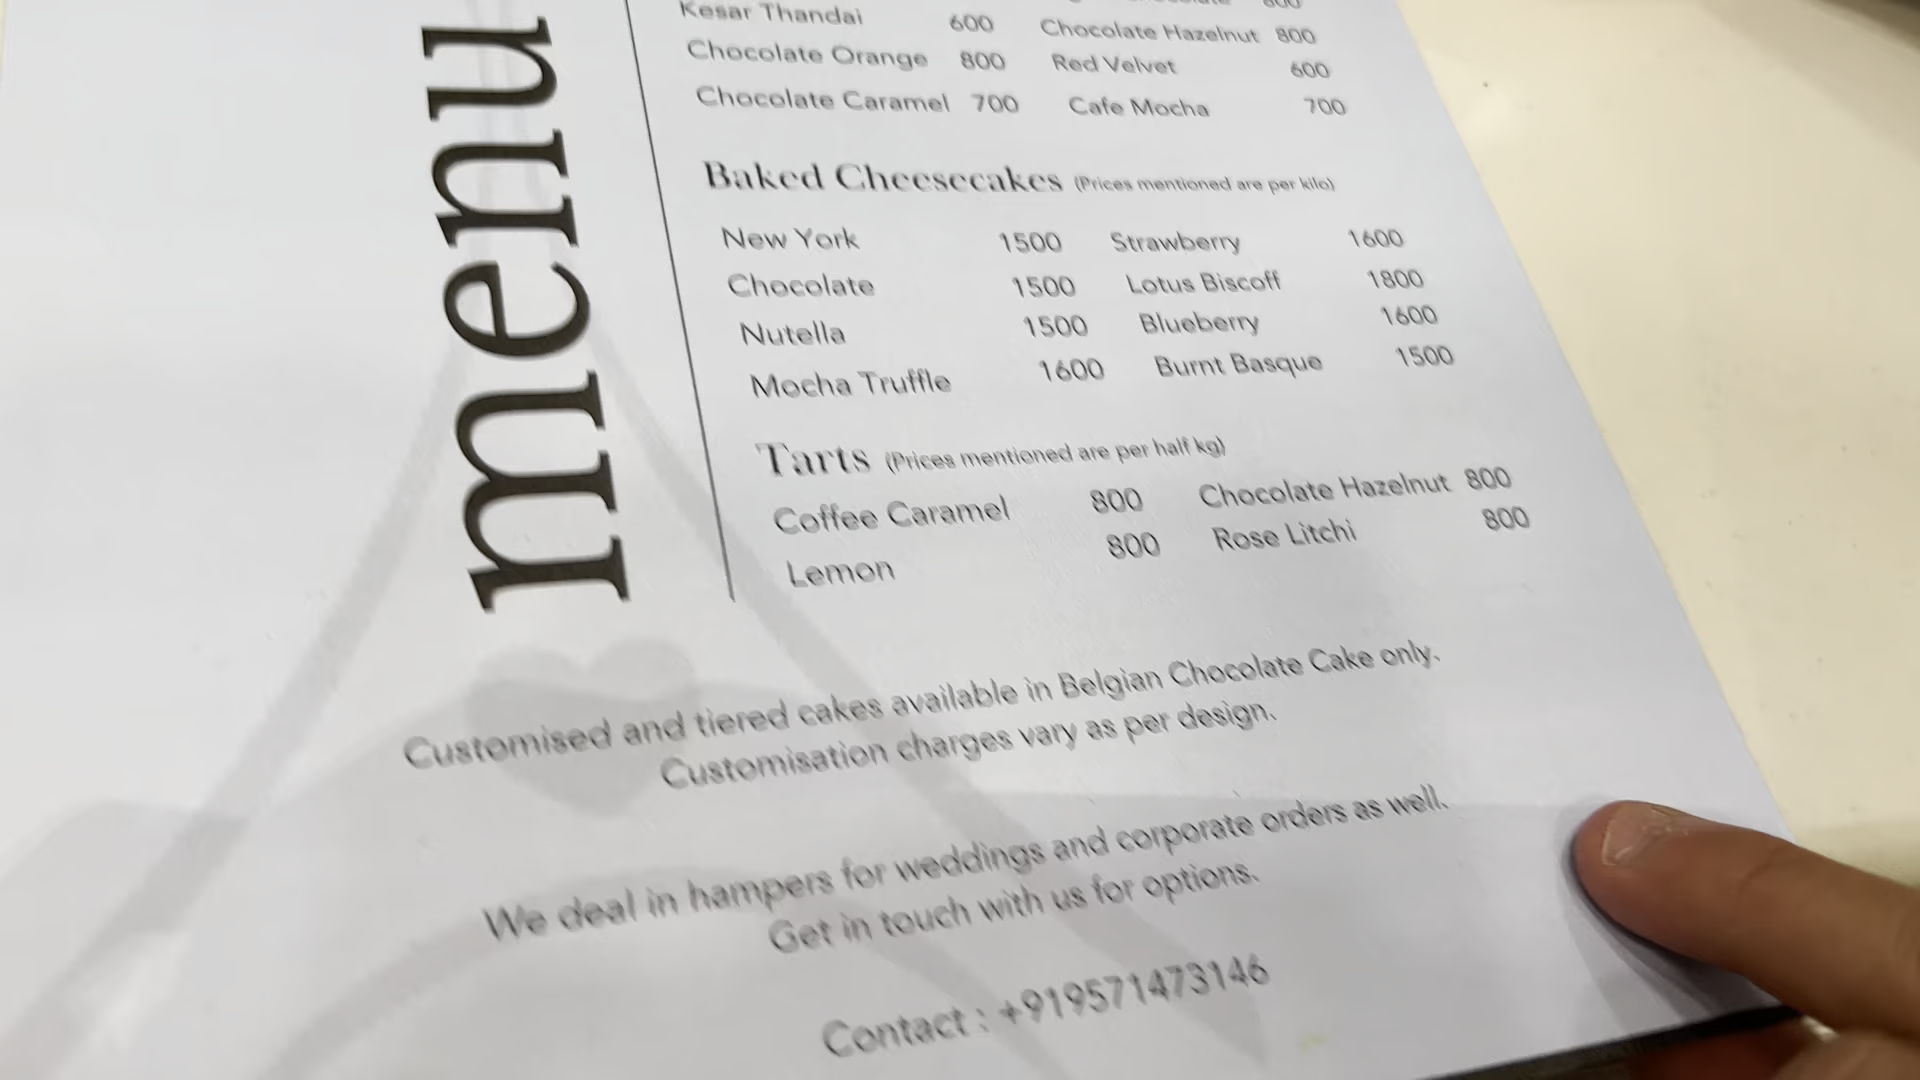 menu
Kesar Thandai 600
Chocolate Hazelnut 800
Chocolate Orange 800 Red Velvet 600
Chocolate Caramel 700 Cafe Mocha 700
Baked Cheesecakes (Prices mentioned are per kilo)
New York 1500 Strawberry 1600
Chocolate 1500 Lotus Biscoff 1800
Nutella 1500 Blueberry 1600
Mocha Truffle 1600 Burnt Basque 1500
Tarts (Prices mentioned are per half kg)
Coffee Caramel 800 Chocolate Hazelnut 800
Lemon 800 Rose Litchi 800
Customised and tiered cakes available in Belgian Chocolate Cake only.
Customisation charges vary as per design.
We deal in hampers for weddings and corporate orders as well.
Get in touch with us for options.
Contact : +919571473146